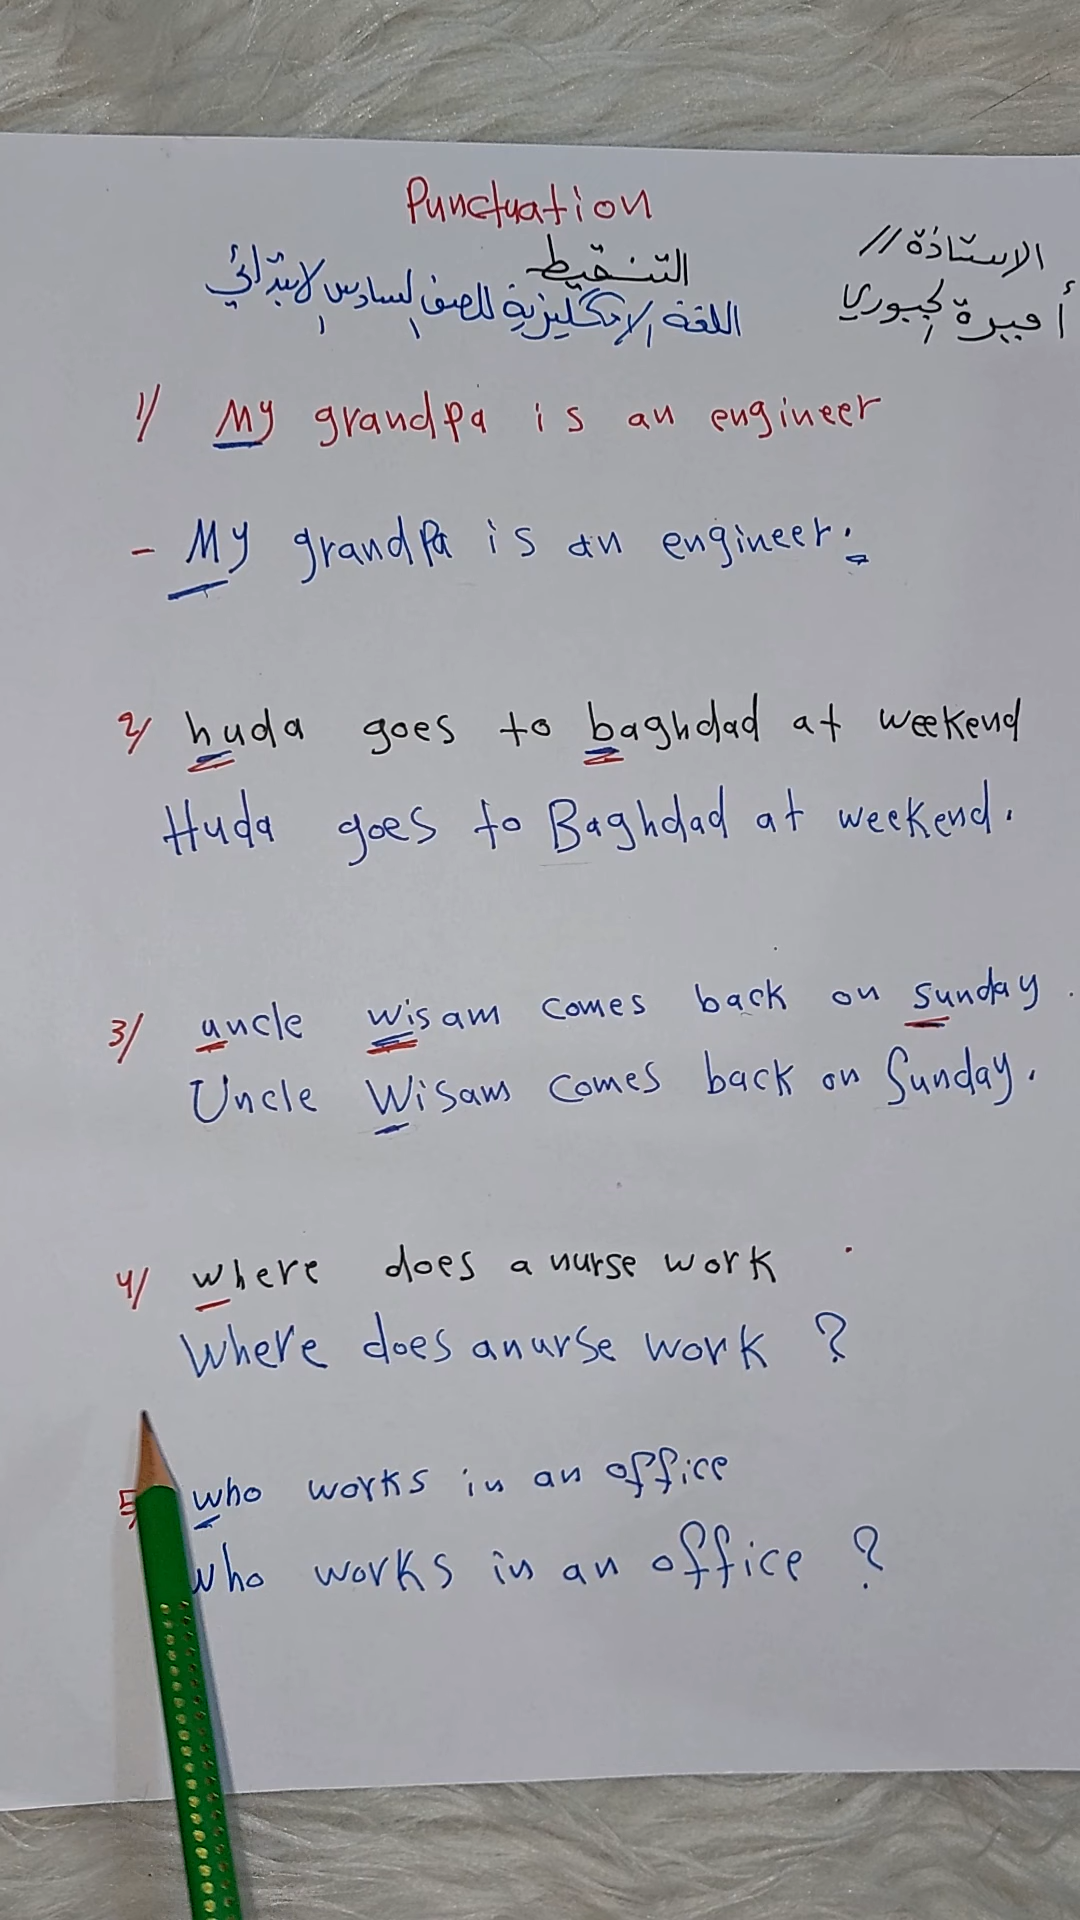 Punctuation
التنقيط
اللغة الانكليزية للصف السادس الابتدائي
الاستاذة //
أميرة الجبوري
1/ My grandpa is an engineer
- My grandpa is an engineer.
2/ huda goes to baghdad at weekend
Huda goes to Baghdad at weekend.
3/ uncle wisam comes back on sunday
Uncle Wisam comes back on Sunday.
4/ where does a nurse work
Where does a nurse work ?
5/ who works in an office
who works in an office ?